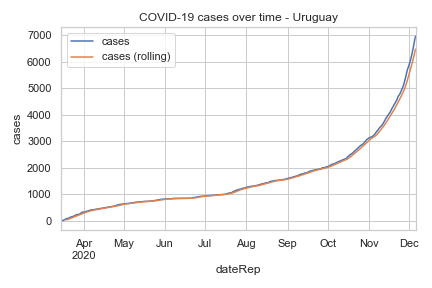 COVID-19 cases over time - Uruguay
cases
cases (rolling)
7000
6000
5000
4000
3000
2000
1000
0
cases
Apr May Jun Jul Aug Sep Oct Nov Dec
2020
dateRep